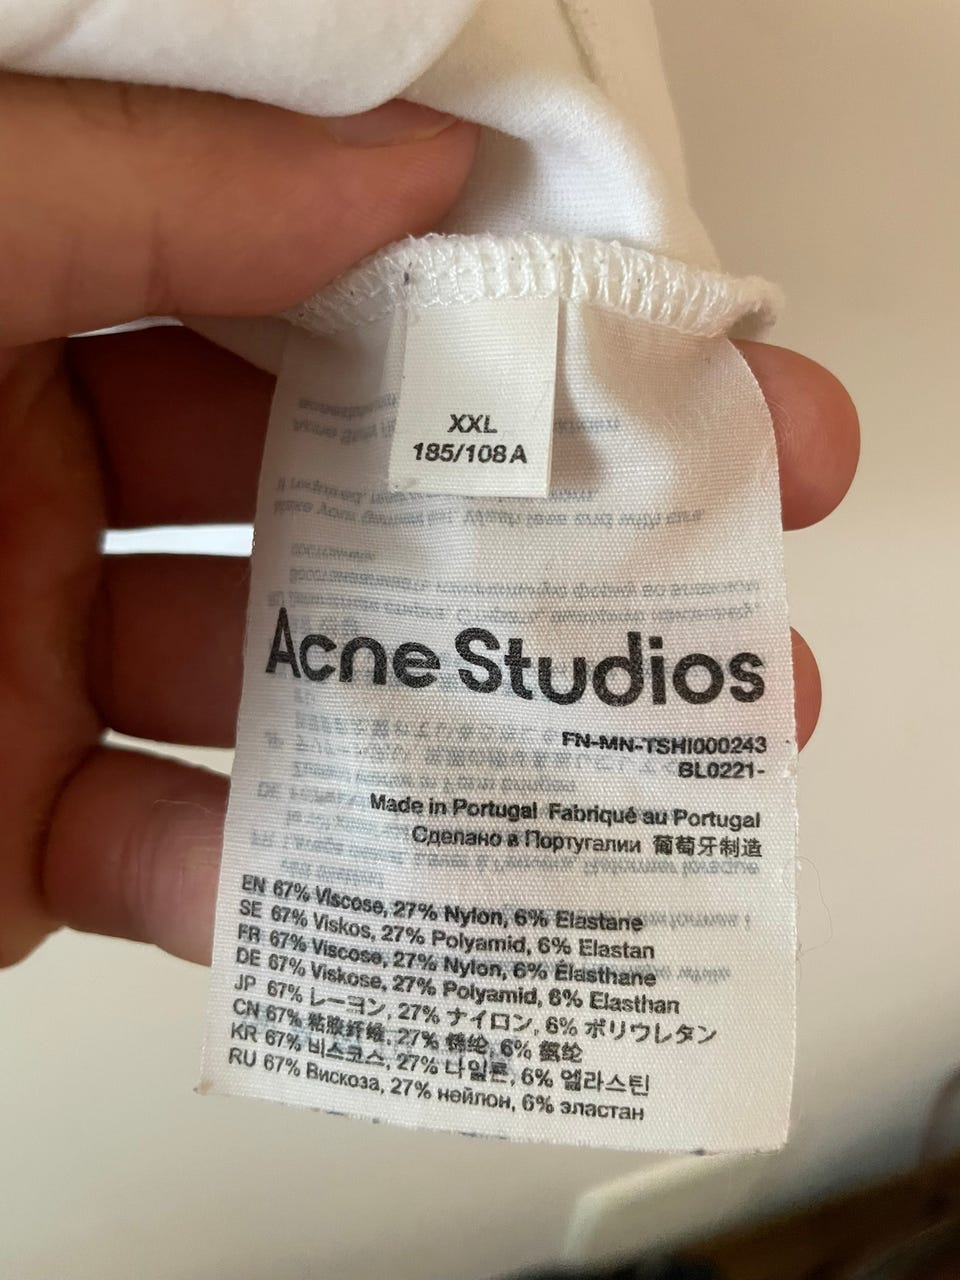 XXL
185/108A
Acne Studios
FN-MN-TSHI000243
BL0221-
Made in Portugal Fabriqué au Portugal
Сделано в Португалии 葡萄牙制造
EN 67% Viscose, 27% Nylon, 6% Elastane
SE 67% Viskos, 27% Polyamid, 6% Elastan
FR 67% Viscose, 27% Nylon, 6% Élasthane
DE 67% Viskose, 27% Polyamid, 6% Elasthan
JP 67% レーヨン, 27% ナイロン, 6% ポリウレタン
CN 67% 粘胶纤维, 27% 锦纶, 6% 氨纶
KR 67% 비스코스, 27% 나일론, 6% 엘라스틴
RU 67% Вискоза, 27% нейлон, 6% эластан